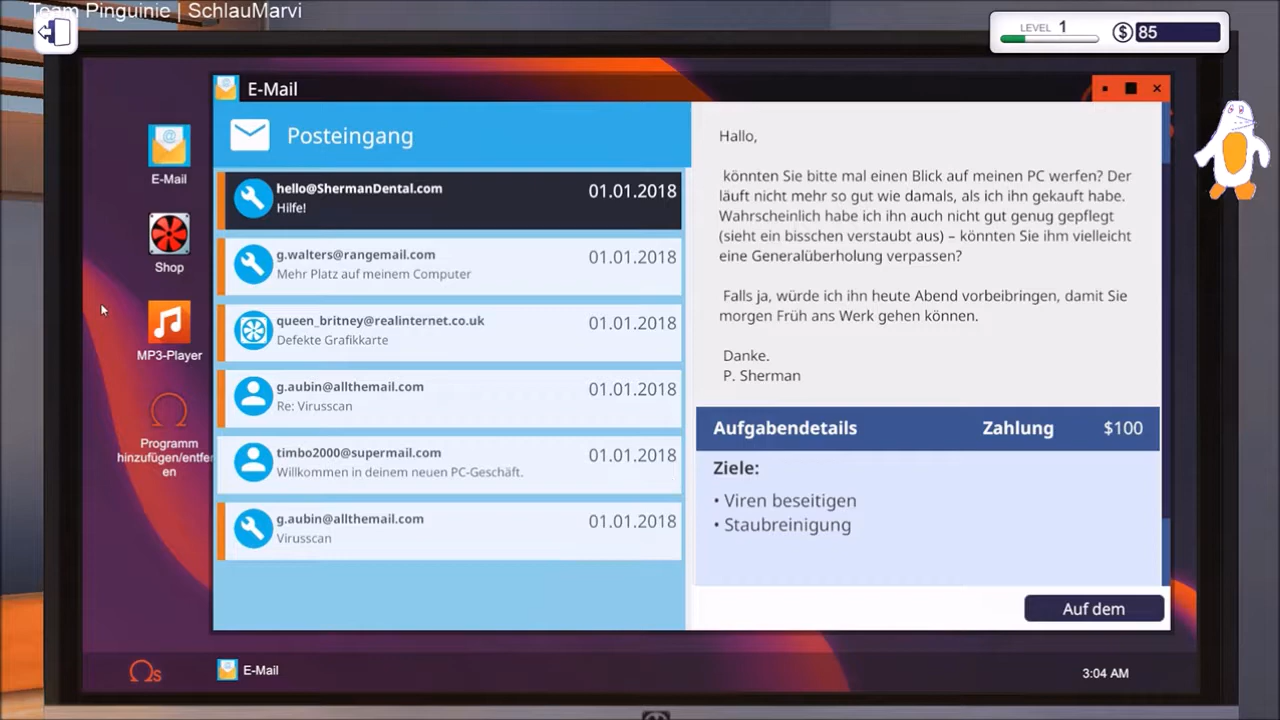 Team Pinguinie | SchlauMarvi
LEVEL 1
$ 85
E-Mail
E-Mail
Shop
MP3-Player
Programm
hinzufügen/entfer
en
Posteingang
hello@ShermanDental.com 01.01.2018
Hilfe!
g.walters@rangemail.com 01.01.2018
Mehr Platz auf meinem Computer
queen_britney@realinternet.co.uk 01.01.2018
Defekte Grafikkarte
g.aubin@allthemail.com 01.01.2018
Re: Virusscan
timbo2000@supermail.com 01.01.2018
Willkommen in deinem neuen PC-Geschäft.
g.aubin@allthemail.com 01.01.2018
Virusscan
Hallo,
könnten Sie bitte mal einen Blick auf meinen PC werfen? Der
läuft nicht mehr so gut wie damals, als ich ihn gekauft habe.
Wahrscheinlich habe ich ihn auch nicht gut genug gepflegt
(sieht ein bisschen verstaubt aus) – könnten Sie ihm vielleicht
eine Generalüberholung verpassen?
Falls ja, würde ich ihn heute Abend vorbeibringen, damit Sie
morgen Früh ans Werk gehen können.
Danke.
P. Sherman
Aufgabendetails Zahlung $100
Ziele:
• Viren beseitigen
• Staubreinigung
Auf dem
Ωs
E-Mail
3:04 AM